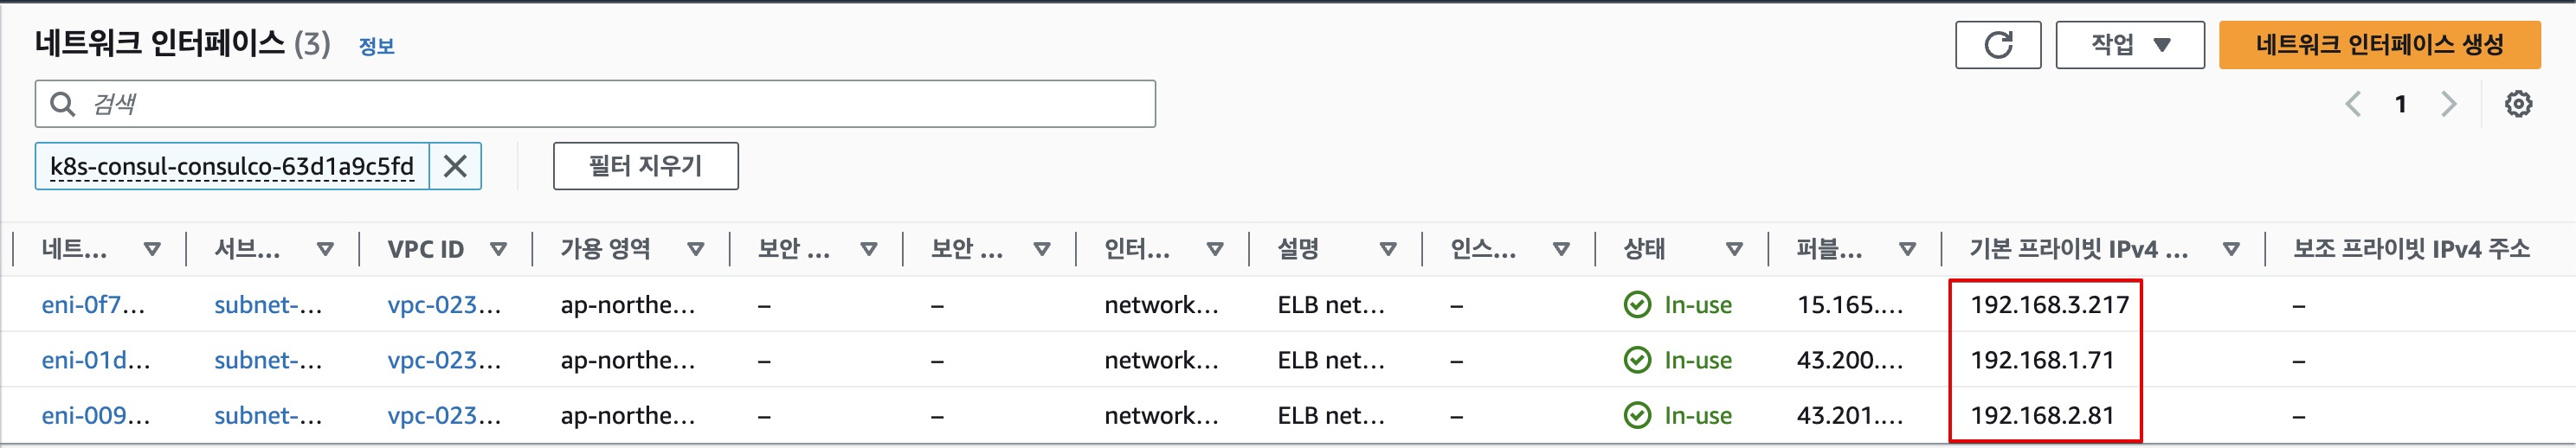 네트워크 인터페이스 (3) 정보
작업 네트워크 인터페이스 생성
검색
1
k8s-consul-consulco-63d1a9c5fd 필터 지우기
네트... 서브... VPC ID 가용 영역 보안 ... 보안 ... 인터... 설명 인스... 상태 퍼블... 기본 프라이빗 IPv4 ... 보조 프라이빗 IPv4 주소
eni-0f7... subnet-... vpc-023... ap-northe... – – network... ELB net... – In-use 15.165.... 192.168.3.217 –
eni-01d... subnet-... vpc-023... ap-northe... – – network... ELB net... – In-use 43.200.... 192.168.1.71 –
eni-009... subnet-... vpc-023... ap-northe... – – network... ELB net... – In-use 43.201.... 192.168.2.81 –